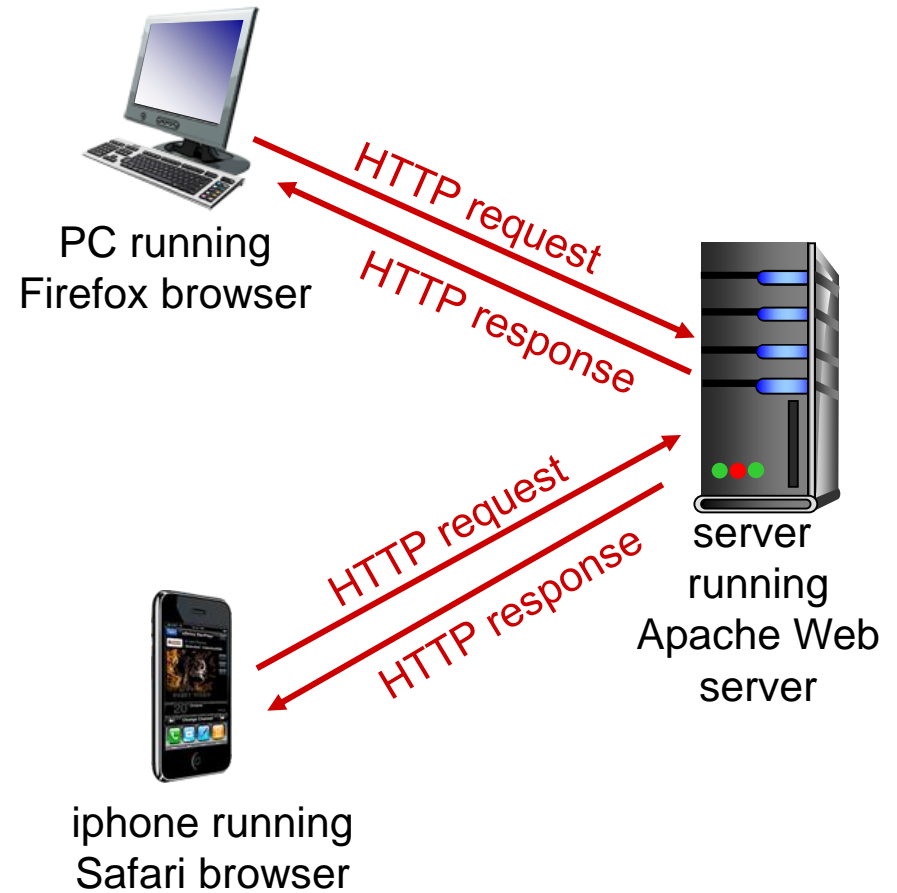 HTTP request
HTTP response
PC running
Firefox browser
HTTP request
HTTP response
server
running
Apache Web
server
iphone running
Safari browser